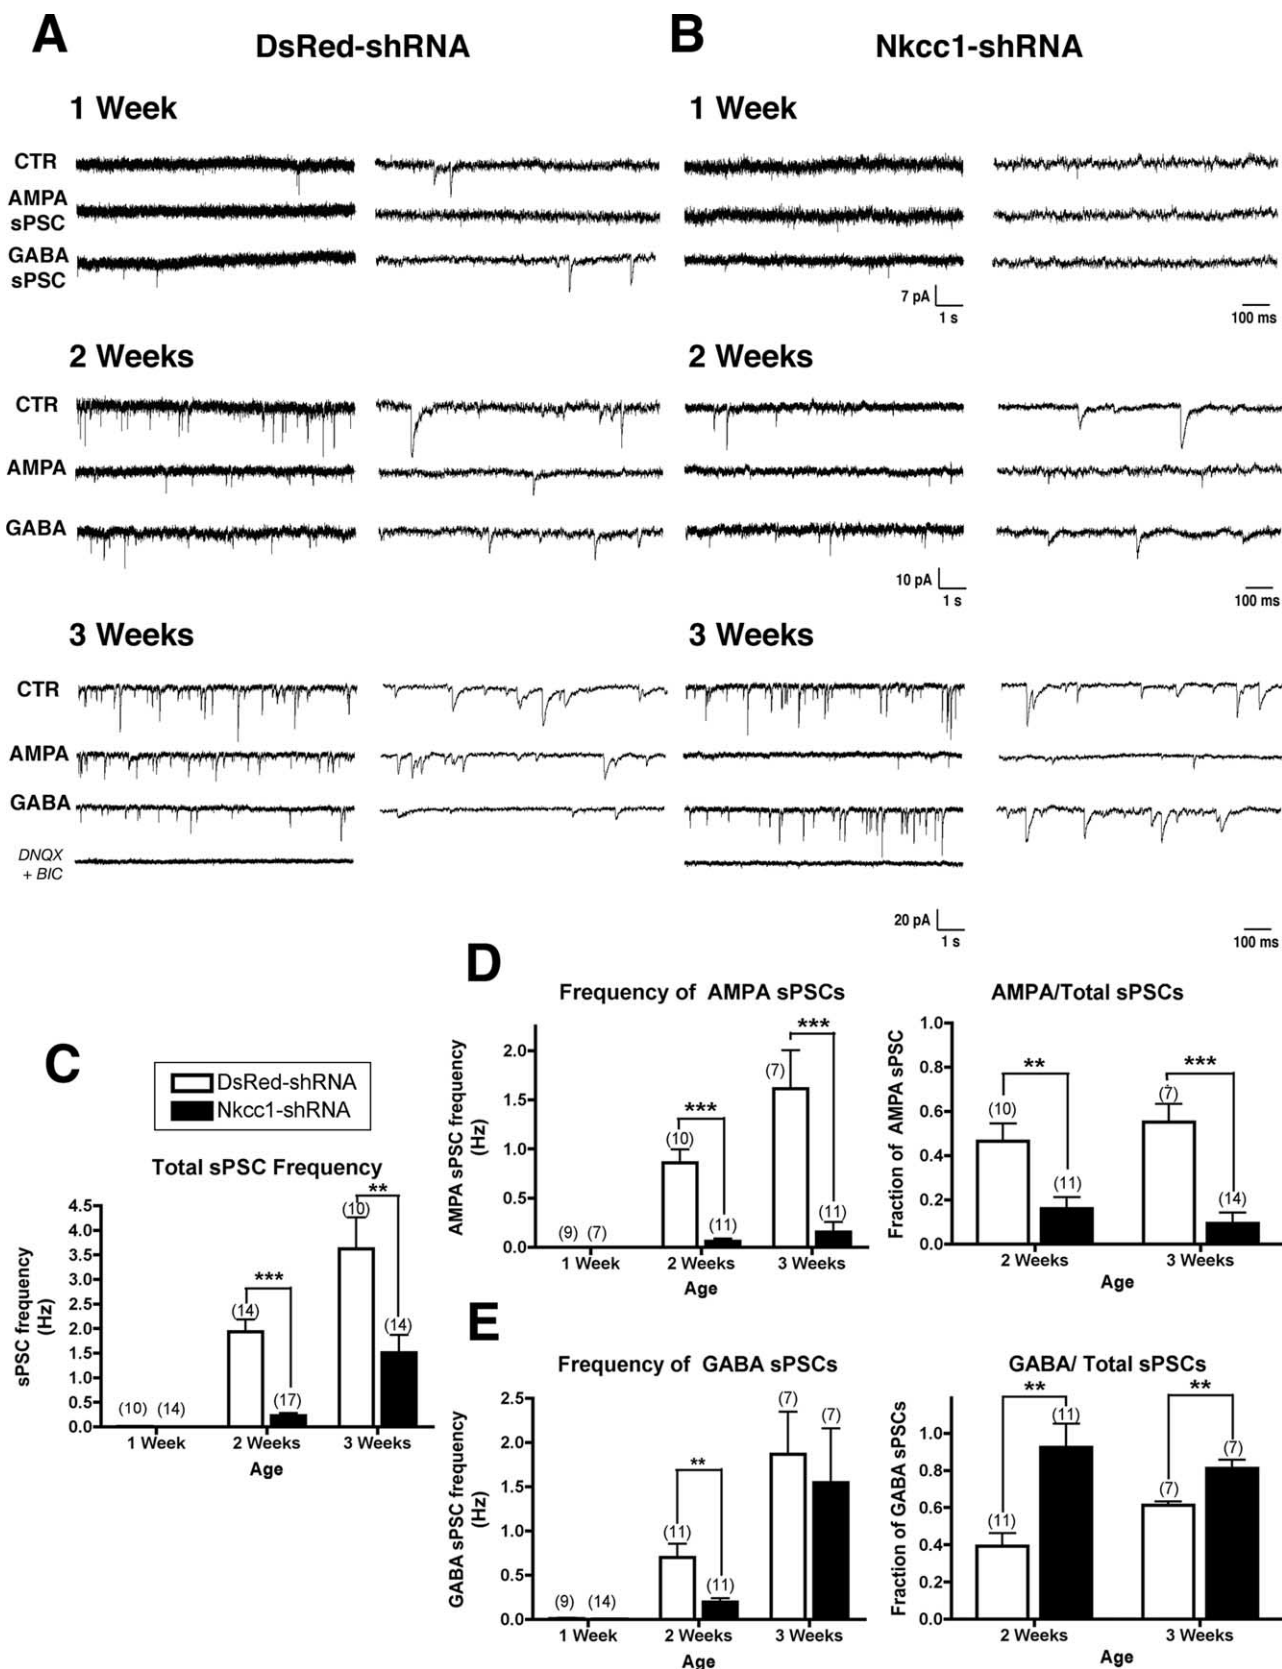 A
DsRed-shRNA
B
Nkcc1-shRNA
1 Week
1 Week
CTR
AMPA
sPSC
GABA
sPSC
7 pA
1 s
100 ms
2 Weeks
2 Weeks
CTR
AMPA
GABA
10 pA
1 s
100 ms
3 Weeks
3 Weeks
CTR
AMPA
GABA
DNQX
+ BIC
20 pA
1 s
100 ms
C
DsRed-shRNA
Nkcc1-shRNA
Total sPSC Frequency
sPSC frequency
(Hz)
4.5
4.0
3.5
3.0
2.5
2.0
1.5
1.0
0.5
0.0
(10) (14)
(14)
***
(17)
(10)
**
(14)
1 Week
2 Weeks
3 Weeks
Age
D
Frequency of AMPA sPSCs
AMPA sPSC frequency
(Hz)
2.0
1.5
1.0
0.5
0.0
(9) (7)
(10)
***
(11)
(7)
***
(11)
1 Week
2 Weeks
3 Weeks
Age
AMPA/Total sPSCs
Fraction of AMPA sPSC
1.0
0.8
0.6
0.4
0.2
0.0
(10)
**
(11)
(7)
***
(14)
2 Weeks
3 Weeks
Age
E
Frequency of GABA sPSCs
GABA sPSC frequency
(Hz)
2.5
2.0
1.5
1.0
0.5
0.0
(9) (14)
(11)
**
(11)
(7)
(7)
1 Week
2 Weeks
3 Weeks
Age
GABA/ Total sPSCs
Fraction of GABA sPSCs
1.0
0.8
0.6
0.4
0.2
0.0
(11)
**
(11)
(7)
**
(7)
2 Weeks
3 Weeks
Age